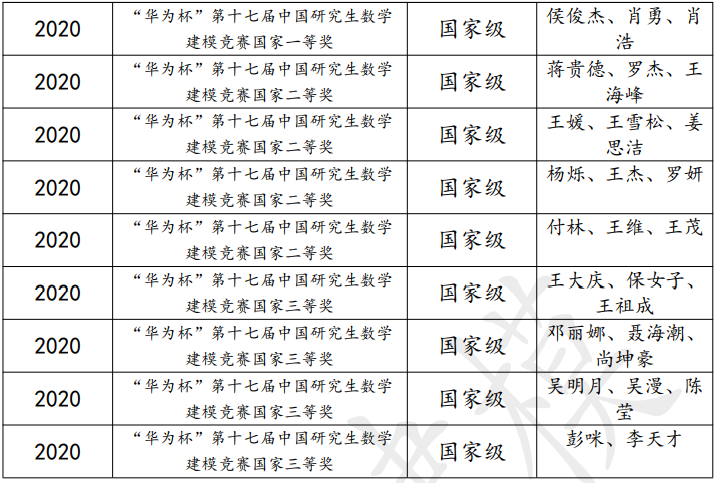 2020
“华为杯”第十七届中国研究生数学
建模竞赛国家一等奖
国家级
侯俊杰、肖勇、肖
浩
2020
“华为杯”第十七届中国研究生数学
建模竞赛国家二等奖
国家级
蒋贵德、罗杰、王
海峰
2020
“华为杯”第十七届中国研究生数学
建模竞赛国家二等奖
国家级
王媛、王雪松、姜
思洁
2020
“华为杯”第十七届中国研究生数学
建模竞赛国家二等奖
国家级
杨烁、王杰、罗妍
2020
“华为杯”第十七届中国研究生数学
建模竞赛国家二等奖
国家级
付林、王维、王茂
2020
“华为杯”第十七届中国研究生数学
建模竞赛国家三等奖
国家级
王大庆、保女子、
王祖成
2020
“华为杯”第十七届中国研究生数学
建模竞赛国家三等奖
国家级
邓丽娜、聂海潮、
尚坤豪
2020
“华为杯”第十七届中国研究生数学
建模竞赛国家三等奖
国家级
吴明月、吴漫、陈
莹
2020
“华为杯”第十七届中国研究生数学
建模竞赛国家三等奖
国家级
彭咪、李天才